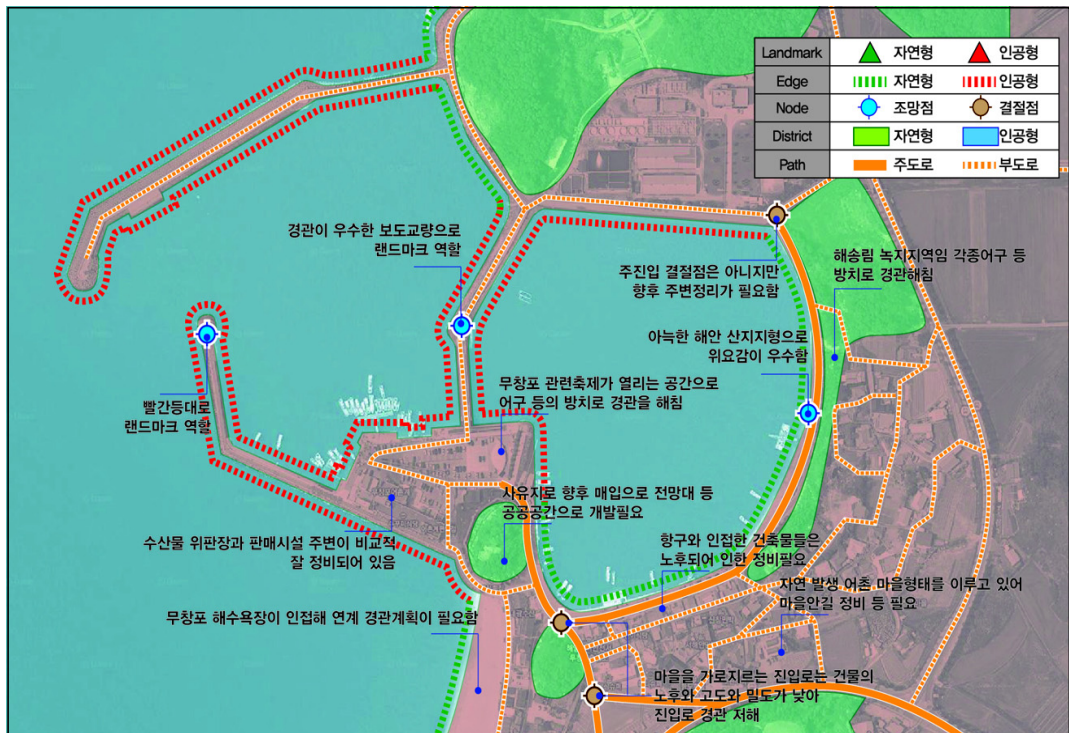 Landmark 자연형 인공형
Edge 자연형 인공형
Node 조망점 결절점
District 자연형 인공형
Path 주도로 부도로
경관이 우수한 보도교량으로
랜드마크 역할
주진입 결절점은 아니지만
향후 주변정리가 필요함
해송림 녹지지역임 각종어구 등
방치로 경관해침
아늑한 해안 산지지형으로
위요감이 우수함
빨간등대로
랜드마크 역할
무창포 관련축제가 열리는 공간으로
어구 등의 방치로 경관을 해침
사유지로 향후 매입으로 전망대 등
공공공간으로 개발필요
수산물 위판장과 판매시설 주변이 비교적
잘 정비되어 있음
항구와 인접한 건축물들은
노후되어 인한 정비필요
자연 발생 어촌 마을형태를 이루고 있어
마을안길 정비 등 필요
무창포 해수욕장이 인접해 연계 경관계획이 필요함
마을을 가로지르는 진입로는 건물의
노후와 고도와 밀도가 낮아
진입로 경관 저해